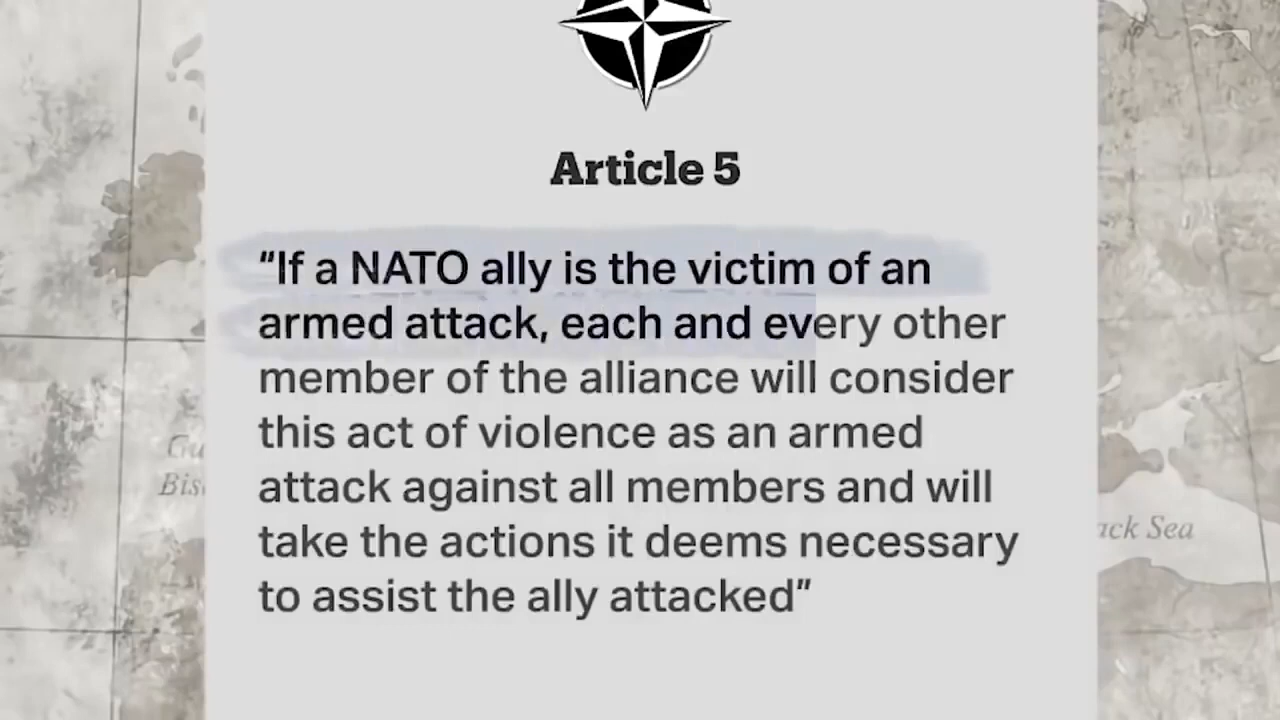 Article 5
“If a NATO ally is the victim of an
armed attack, each and every other
member of the alliance will consider
this act of violence as an armed
attack against all members and will
take the actions it deems necessary
to assist the ally attacked”
ack Sea